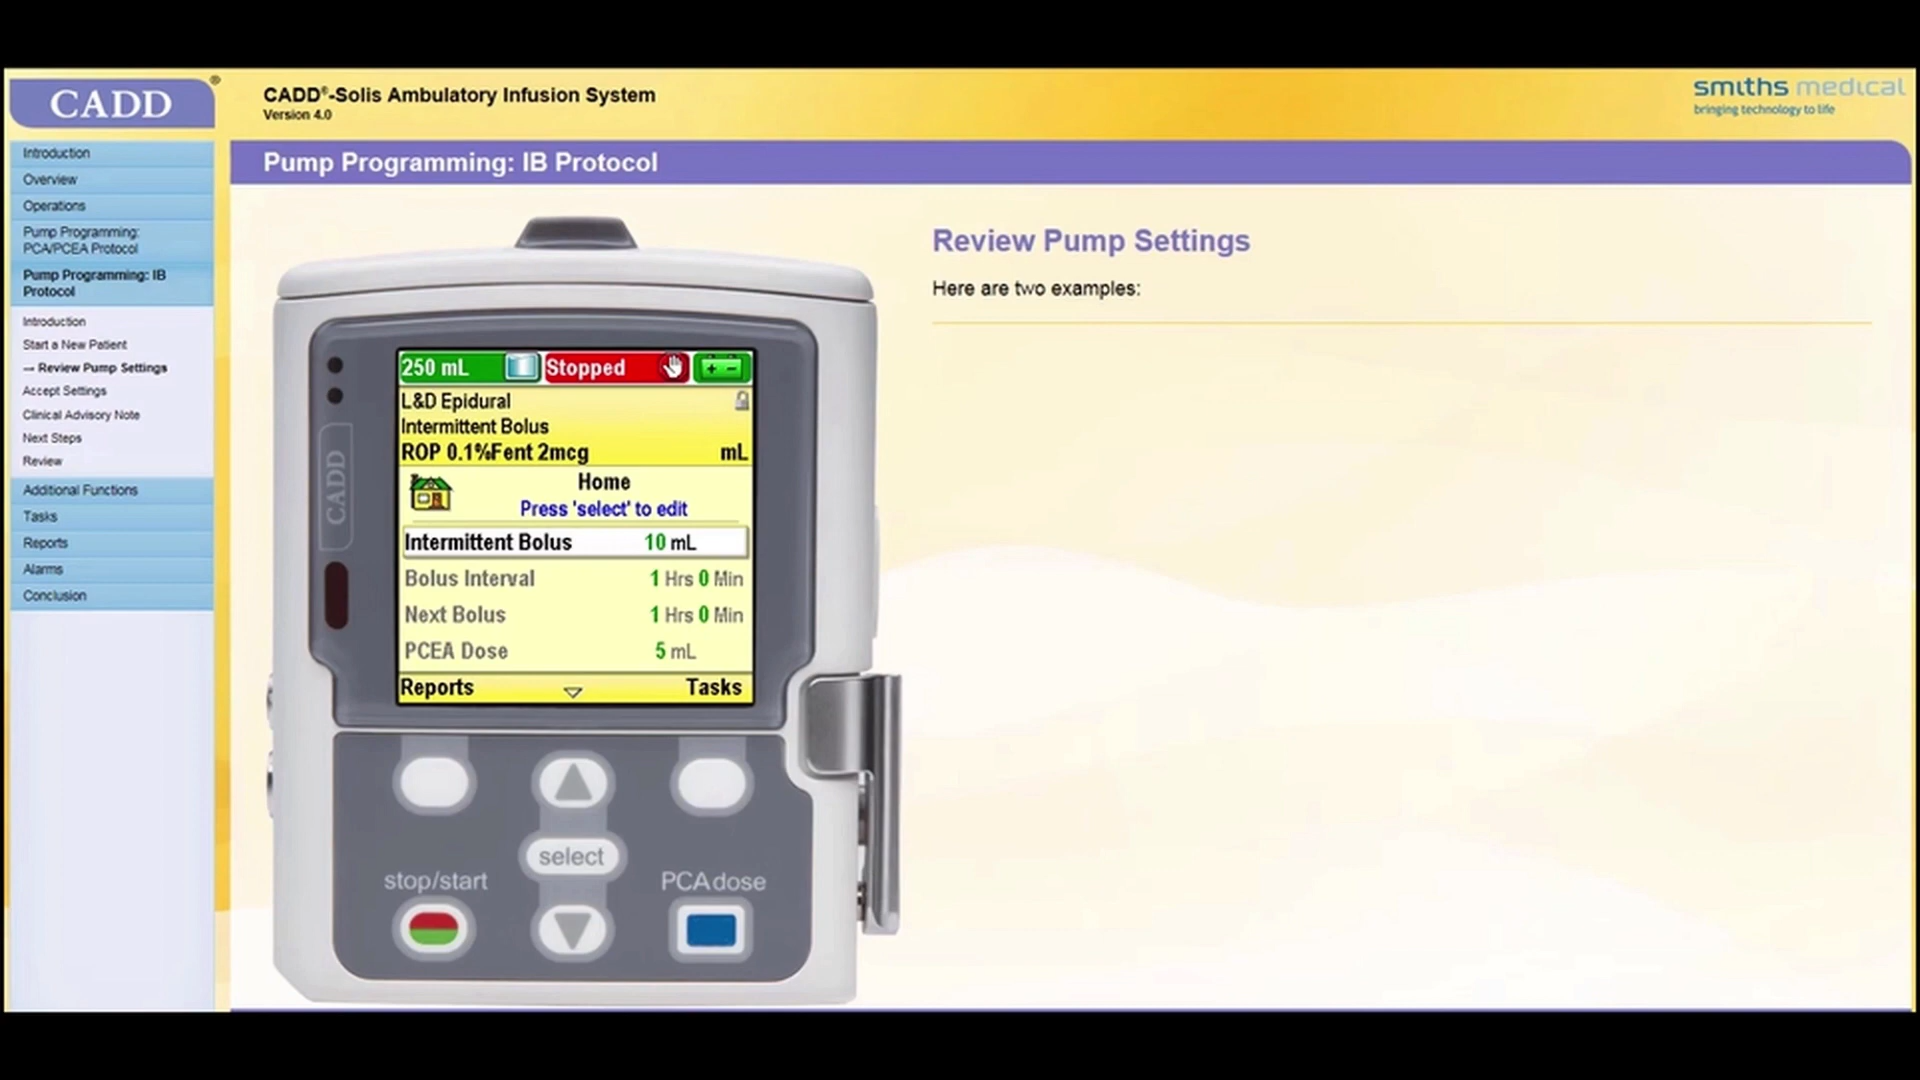 CADD®
CADD®-Solis Ambulatory Infusion System
Version 4.0
smiths medical
bringing technology to life
Introduction
Overview
Operations
Pump Programming:
PCA/PCEA Protocol
Pump Programming: IB
Protocol
Introduction
Start a New Patient
→ Review Pump Settings
Accept Settings
Clinical Advisory Note
Next Steps
Review
Additional Functions
Tasks
Reports
Alarms
Conclusion
Pump Programming: IB Protocol
CADD
250 mL Stopped + -
L&D Epidural
Intermittent Bolus
ROP 0.1%Fent 2mcg mL
Home
Press 'select' to edit
Intermittent Bolus 10 mL
Bolus Interval 1 Hrs 0 Min
Next Bolus 1 Hrs 0 Min
PCEA Dose 5 mL
Reports Tasks
select
stop/start
PCA dose
Review Pump Settings
Here are two examples: